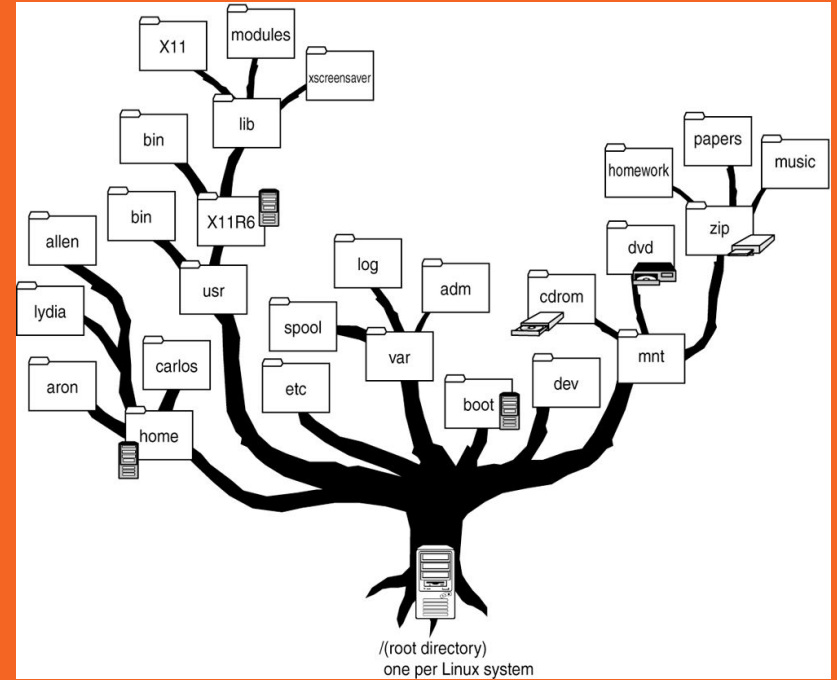 X11
modules
xscreensaver
lib
bin
papers
homework
music
bin
X11R6
zip
allen
log
dvd
usr
adm
cdrom
lydia
spool
var
mnt
carlos
aron
etc
boot
dev
home
/(root directory)
one per Linux system